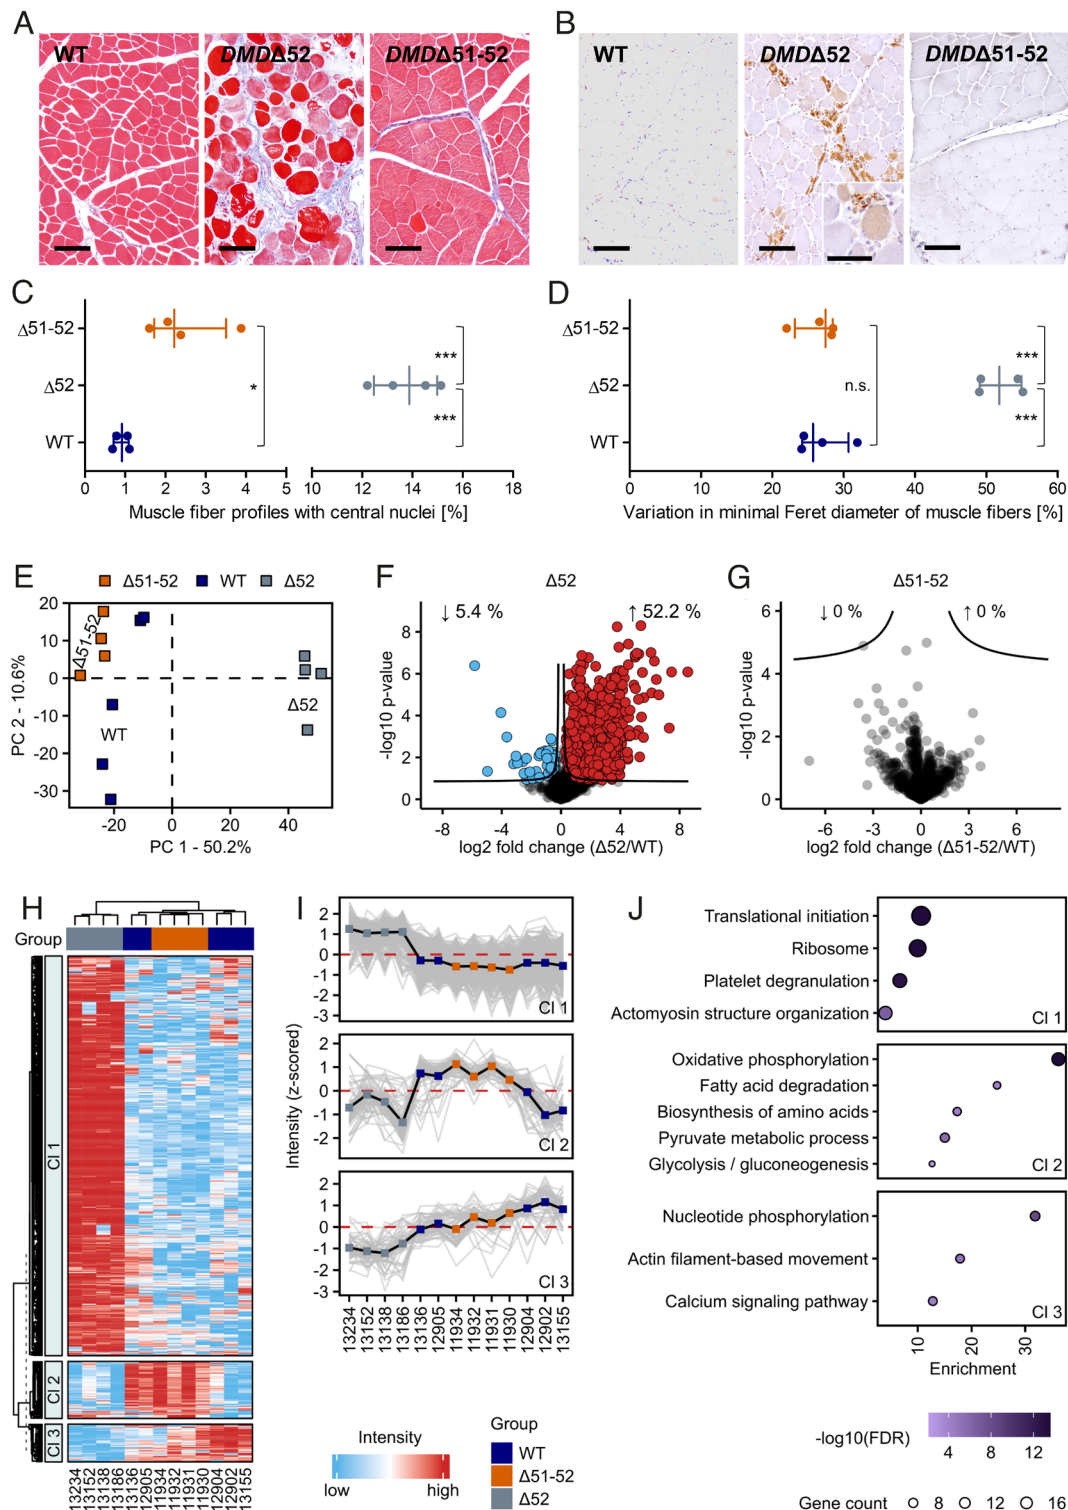 A
WT
DMDΔ52
DMDΔ51-52
B
WT
DMDΔ52
DMDΔ51-52
C
Δ51-52
Δ52
WT
***
*
***
0 1 2 3 4 5 10 12 14 16 18
Muscle fiber profiles with central nuclei [%]
D
Δ51-52
Δ52
WT
***
n.s.
***
0 10 20 30 40 50 60
Variation in minimal Feret diameter of muscle fibers [%]
E
Δ51-52 WT Δ52
20
10
0
-10
-20
-30
PC 2 - 10.6%
Δ51-52
WT
Δ52
-20 0 20 40
PC 1 - 50.2%
F
Δ52
↓ 5.4 % ↑ 52.2 %
8
6
4
2
0
-log10 p-value
-8 -4 0 4 8
log2 fold change (Δ52/WT)
G
Δ51-52
↓ 0 % ↑ 0 %
6
4
2
0
-log10 p-value
-6 -3 0 3 6
log2 fold change (Δ51-52/WT)
H
Group
Cl 1
Cl 2
Cl 3
13234 13152 13138 13186 13136 12905 11934 11932 11931 11930 12904 12902 13155
I
Intensity (z-scored)
2
1
0
-1
-2
-3
Cl 1
2
1
0
-1
-2
Cl 2
2
1
0
-1
-2
-3
Cl 3
13234 13152 13138 13186 13136 12905 11934 11932 11931 11930 12904 12902 13155
J
Translational initiation
Ribosome
Platelet degranulation
Actomyosin structure organization
Cl 1
Oxidative phosphorylation
Fatty acid degradation
Biosynthesis of amino acids
Pyruvate metabolic process
Glycolysis / gluconeogenesis
Cl 2
Nucleotide phosphorylation
Actin filament-based movement
Calcium signaling pathway
Cl 3
10 20 30
Enrichment
Intensity
low high
Group
WT
Δ51-52
Δ52
-log10(FDR)
4 8 12
Gene count 8 12 16